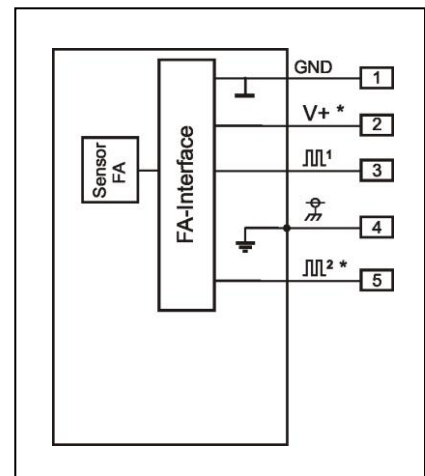 GND
1
V+ *
2
1
3
4
2 *
5
Sensor
FA
FA-Interface